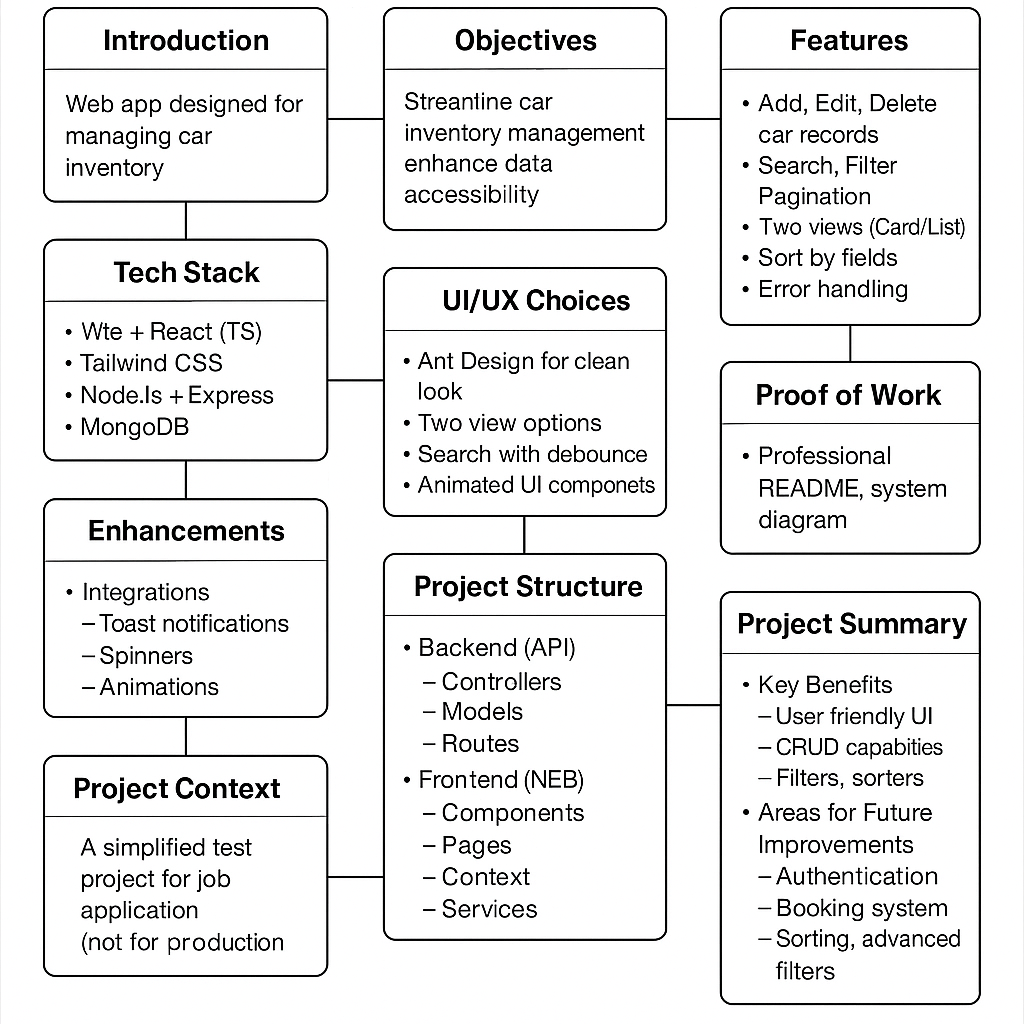 Introduction
Web app designed for
managing car
inventory
Objectives
Streantine car
inventory management
enhance data
accessibility
Features
• Add, Edit, Delete
car records
• Search, Filter
Pagination
• Two views (Card/List)
• Sort by fields
• Error handling
Tech Stack
• Wte + React (TS)
• Tailwind CSS
• Node.Is + Express
• MongoDB
UI/UX Choices
• Ant Design for clean
look
• Two view options
• Search with debounce
• Animated UI componets
Proof of Work
• Professional
README, system
diagram
Enhancements
• Integrations
– Toast notifications
– Spinners
– Animations
Project Structure
• Backend (API)
– Controllers
– Models
– Routes
• Frontend (NEB)
– Components
– Pages
– Context
– Services
Project Summary
• Key Benefits
– User friendly UI
– CRUD capabities
– Filters, sorters
• Areas for Future
Improvements
– Authentication
– Booking system
– Sorting, advanced
filters
Project Context
A simplified test
project for job
application
(not for production